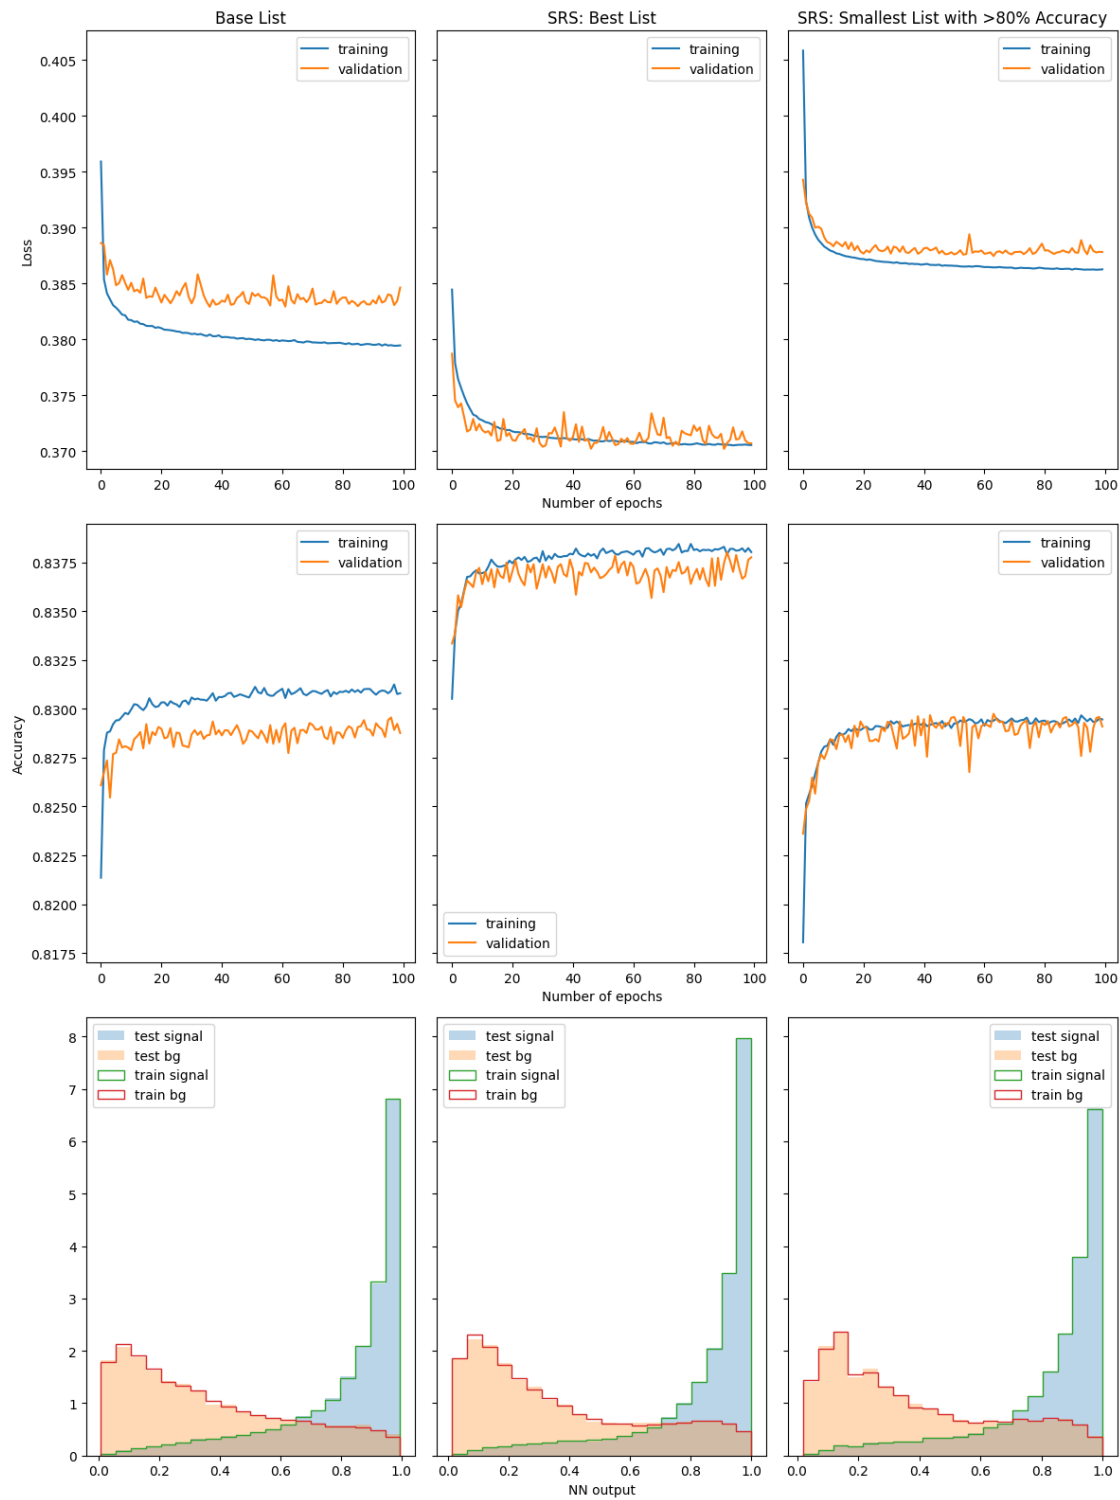 Base List
SRS: Best List
SRS: Smallest List with >80% Accuracy
Loss
0.405
0.400
0.395
0.390
0.385
0.380
0.375
0.370
training
validation
training
validation
training
validation
0 20 40 60 80 100
0 20 40 60 80 100
0 20 40 60 80 100
Number of epochs
Accuracy
0.8375
0.8350
0.8325
0.8300
0.8275
0.8250
0.8225
0.8200
0.8175
training
validation
training
validation
training
validation
0 20 40 60 80 100
0 20 40 60 80 100
0 20 40 60 80 100
Number of epochs
8
7
6
5
4
3
2
1
0
test signal
test bg
train signal
train bg
test signal
test bg
train signal
train bg
test signal
test bg
train signal
train bg
0.0 0.2 0.4 0.6 0.8 1.0
0.0 0.2 0.4 0.6 0.8 1.0
0.0 0.2 0.4 0.6 0.8 1.0
NN output